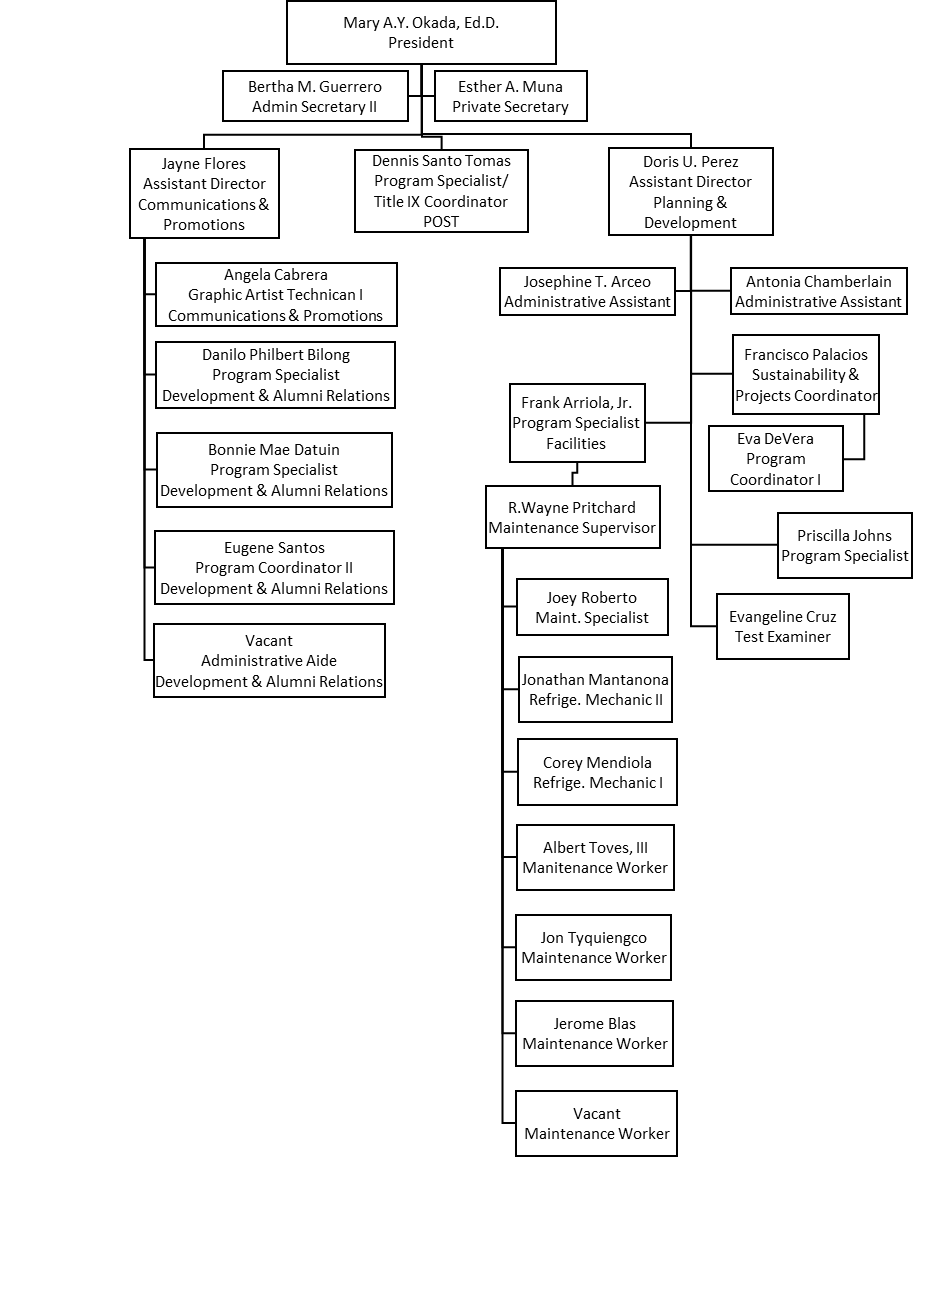 Mary A.Y. Okada, Ed.D.
President
Bertha M. Guerrero
Admin Secretary II
Esther A. Muna
Private Secretary
Jayne Flores
Assistant Director
Communications &
Promotions
Dennis Santo Tomas
Program Specialist/
Title IX Coordinator
POST
Doris U. Perez
Assistant Director
Planning &
Development
Angela Cabrera
Graphic Artist Technican I
Communications & Promotions
Danilo Philbert Bilong
Program Specialist
Development & Alumni Relations
Bonnie Mae Datuin
Program Specialist
Development & Alumni Relations
Eugene Santos
Program Coordinator II
Development & Alumni Relations
Vacant
Administrative Aide
Development & Alumni Relations
Josephine T. Arceo
Administrative Assistant
Antonia Chamberlain
Administrative Assistant
Francisco Palacios
Sustainability &
Projects Coordinator
Eva DeVera
Program
Coordinator I
Frank Arriola, Jr.
Program Specialist
Facilities
R.Wayne Pritchard
Maintenance Supervisor
Priscilla Johns
Program Specialist
Evangeline Cruz
Test Examiner
Joey Roberto
Maint. Specialist
Jonathan Mantanona
Refrige. Mechanic II
Corey Mendiola
Refrige. Mechanic I
Albert Toves, III
Manitenance Worker
Jon Tyquiengco
Maintenance Worker
Jerome Blas
Maintenance Worker
Vacant
Maintenance Worker